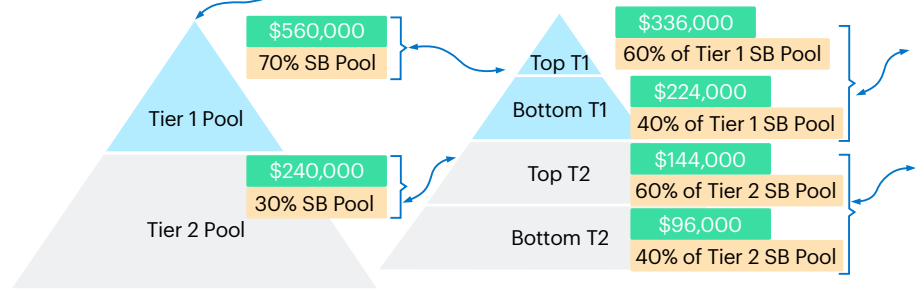 $560,000
70% SB Pool
Tier 1 Pool
$240,000
30% SB Pool
Tier 2 Pool
$336,000
60% of Tier 1 SB Pool
Top T1
$224,000
40% of Tier 1 SB Pool
Bottom T1
$144,000
60% of Tier 2 SB Pool
Top T2
$96,000
40% of Tier 2 SB Pool
Bottom T2